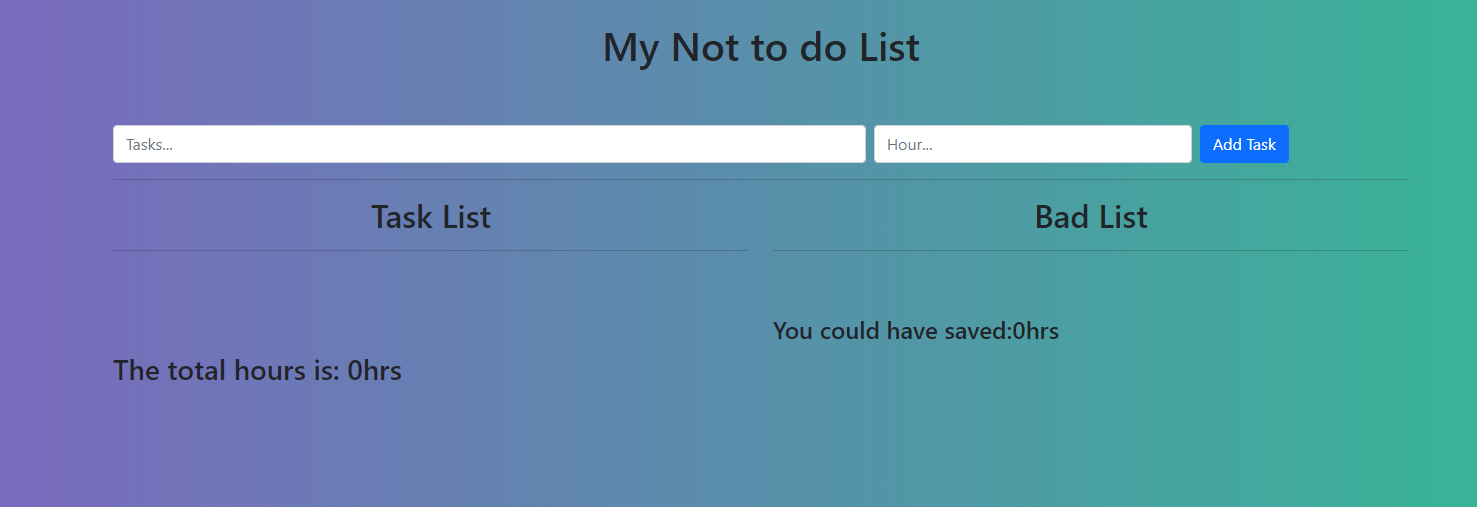 My Not to do List
Tasks... Hour... Add Task
Task List Bad List
You could have saved:0hrs
The total hours is: 0hrs